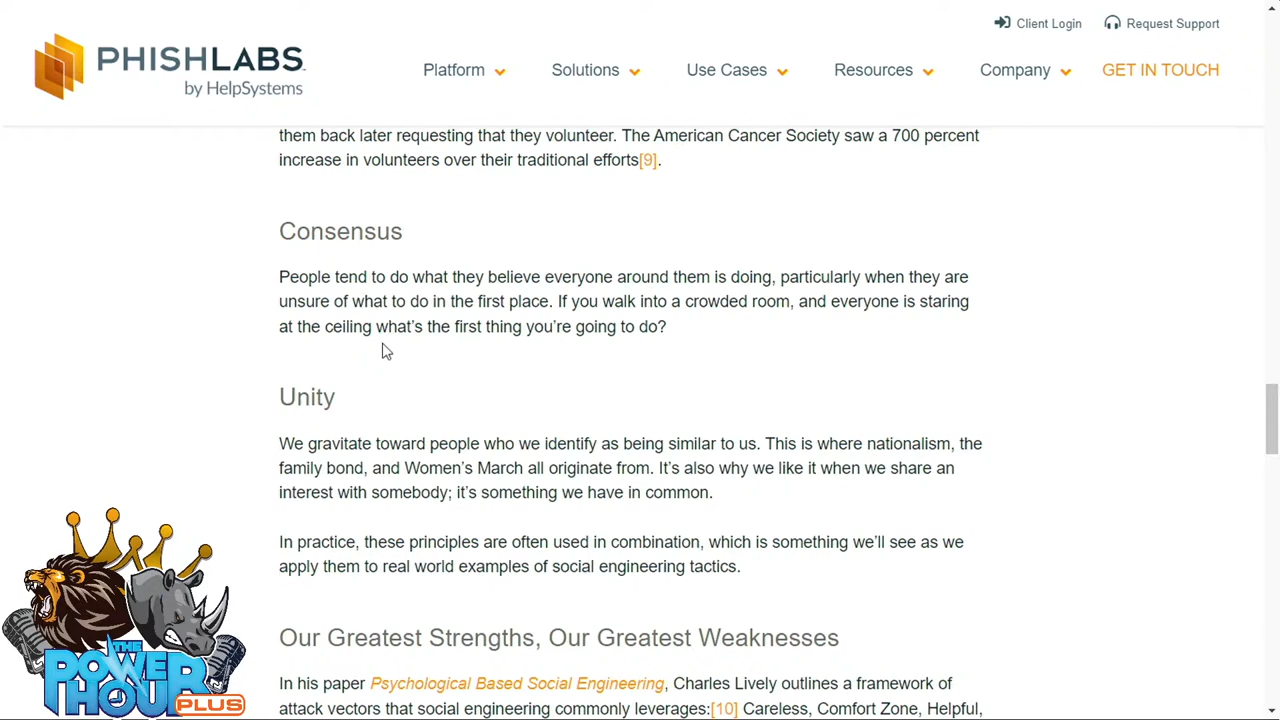 Client Login
Request Support
PHISHLABS
by HelpSystems
Platform
Solutions
Use Cases
Resources
Company
GET IN TOUCH
them back later requesting that they volunteer. The American Cancer Society saw a 700 percent
increase in volunteers over their traditional efforts[9].
Consensus
People tend to do what they believe everyone around them is doing, particularly when they are
unsure of what to do in the first place. If you walk into a crowded room, and everyone is staring
at the ceiling what’s the first thing you’re going to do?
Unity
We gravitate toward people who we identify as being similar to us. This is where nationalism, the
family bond, and Women’s March all originate from. It’s also why we like it when we share an
interest with somebody; it’s something we have in common.
In practice, these principles are often used in combination, which is something we’ll see as we
apply them to real world examples of social engineering tactics.
Our Greatest Strengths, Our Greatest Weaknesses
In his paper Psychological Based Social Engineering, Charles Lively outlines a framework of
attack vectors that social engineering commonly leverages:[10] Careless, Comfort Zone, Helpful,
THE
POWER
HOUR
PLUS